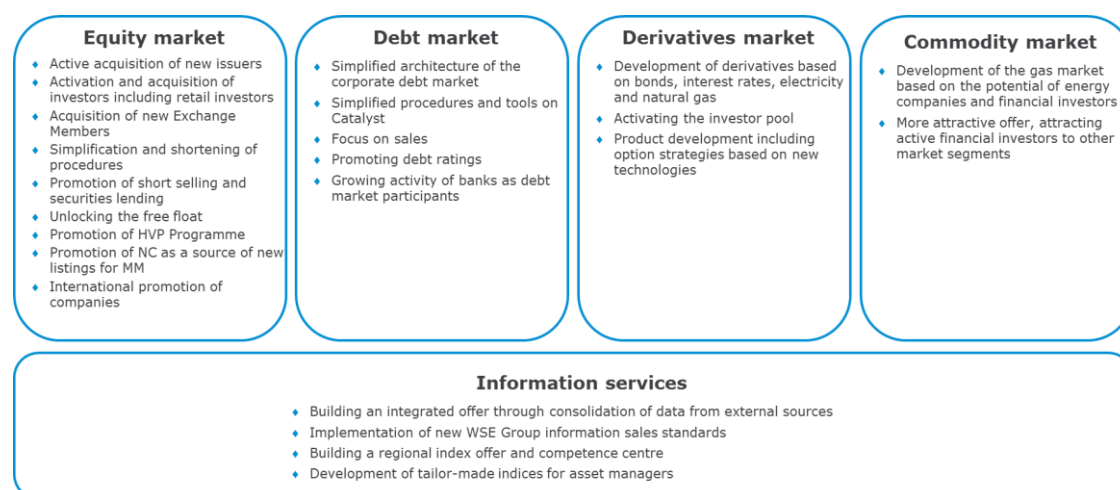 Equity market
♦ Active acquisition of new issuers
♦ Activation and acquisition of
investors including retail investors
♦ Acquisition of new Exchange
Members
♦ Simplification and shortening of
procedures
♦ Promotion of short selling and
securities lending
♦ Unlocking the free float
♦ Promotion of HVP Programme
♦ Promotion of NC as a source of new
listings for MM
♦ International promotion of
companies
Debt market
♦ Simplified architecture of the
corporate debt market
♦ Simplified procedures and tools on
Catalyst
♦ Focus on sales
♦ Promoting debt ratings
♦ Growing activity of banks as debt
market participants
Derivatives market
♦ Development of derivatives based
on bonds, interest rates, electricity
and natural gas
♦ Activating the investor pool
♦ Product development including
option strategies based on new
technologies
Commodity market
♦ Development of the gas market
based on the potential of energy
companies and financial investors
♦ More attractive offer, attracting
active financial investors to other
market segments
Information services
♦ Building an integrated offer through consolidation of data from external sources
♦ Implementation of new WSE Group information sales standards
♦ Building a regional index offer and competence centre
♦ Development of tailor-made indices for asset managers